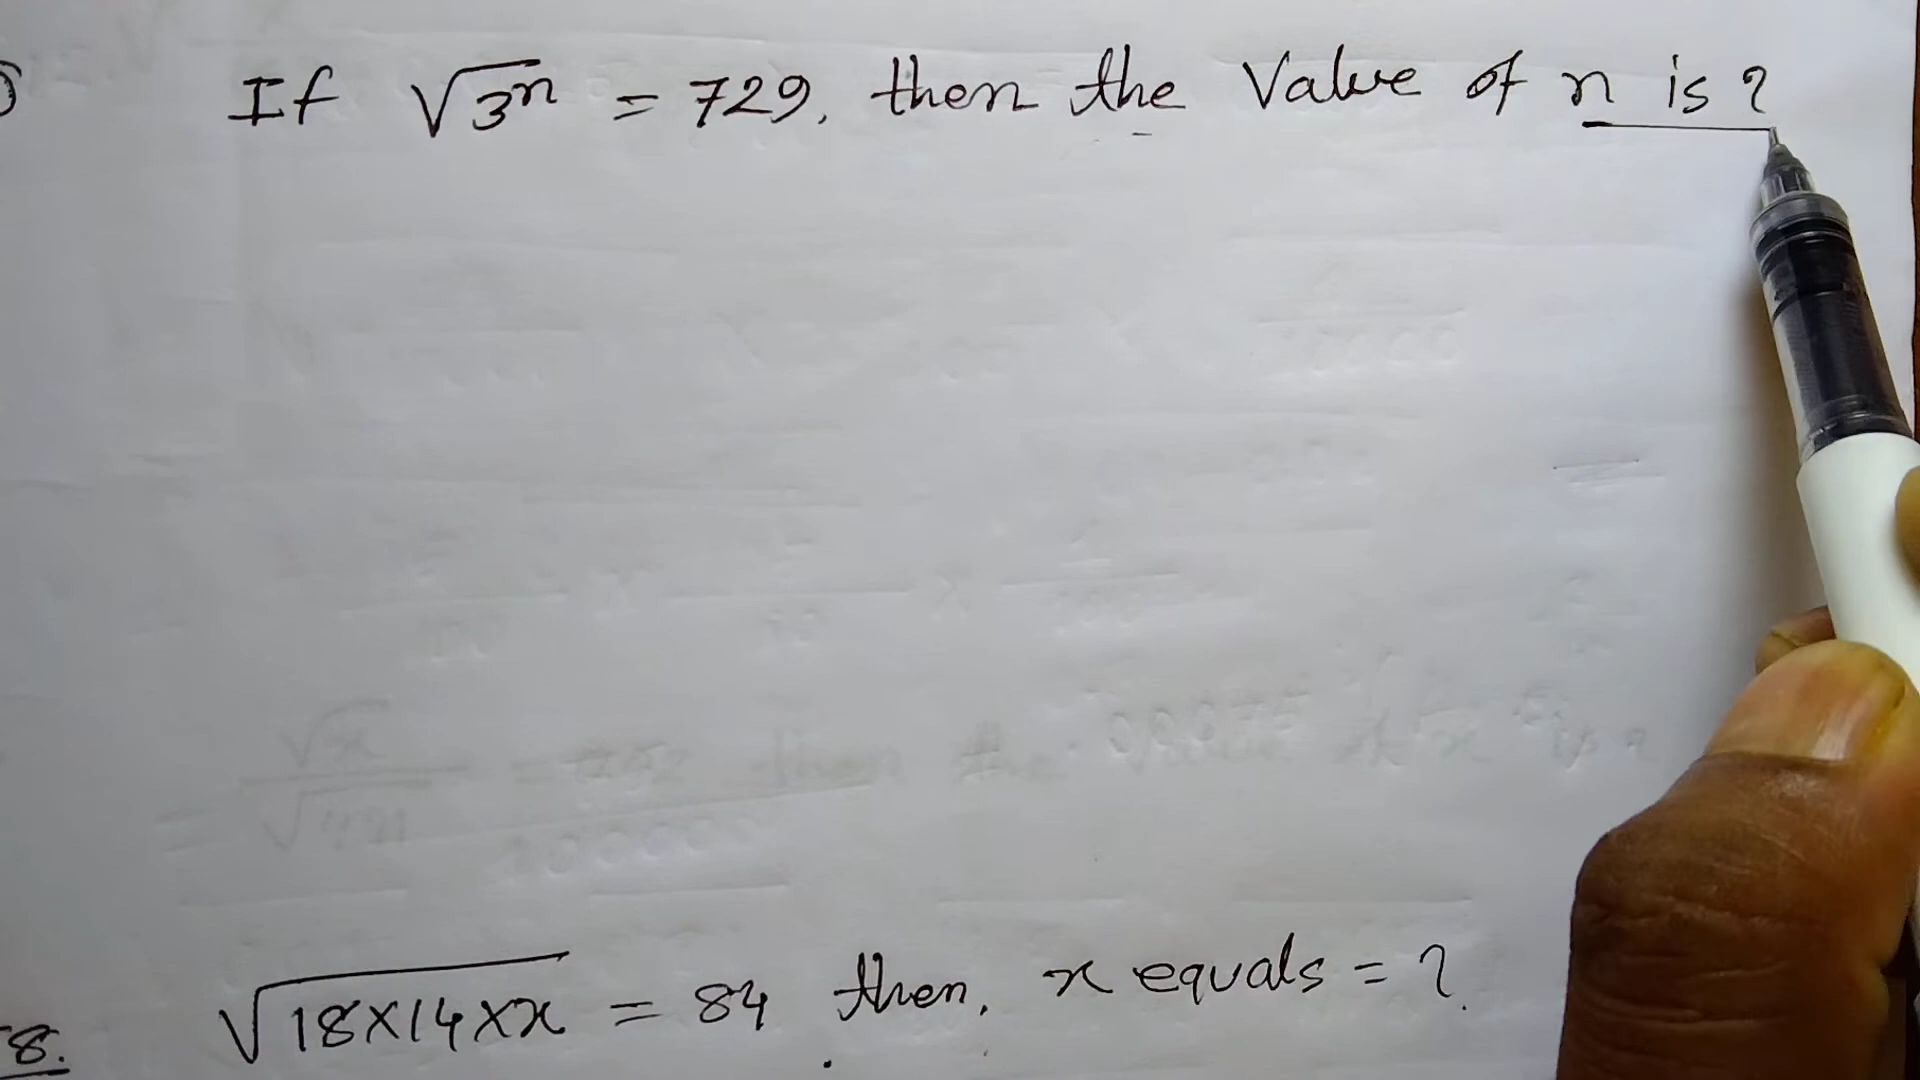 If √3ⁿ = 729, then the Value of n is ?
8. √18×14×x = 84 then, x equals = ?